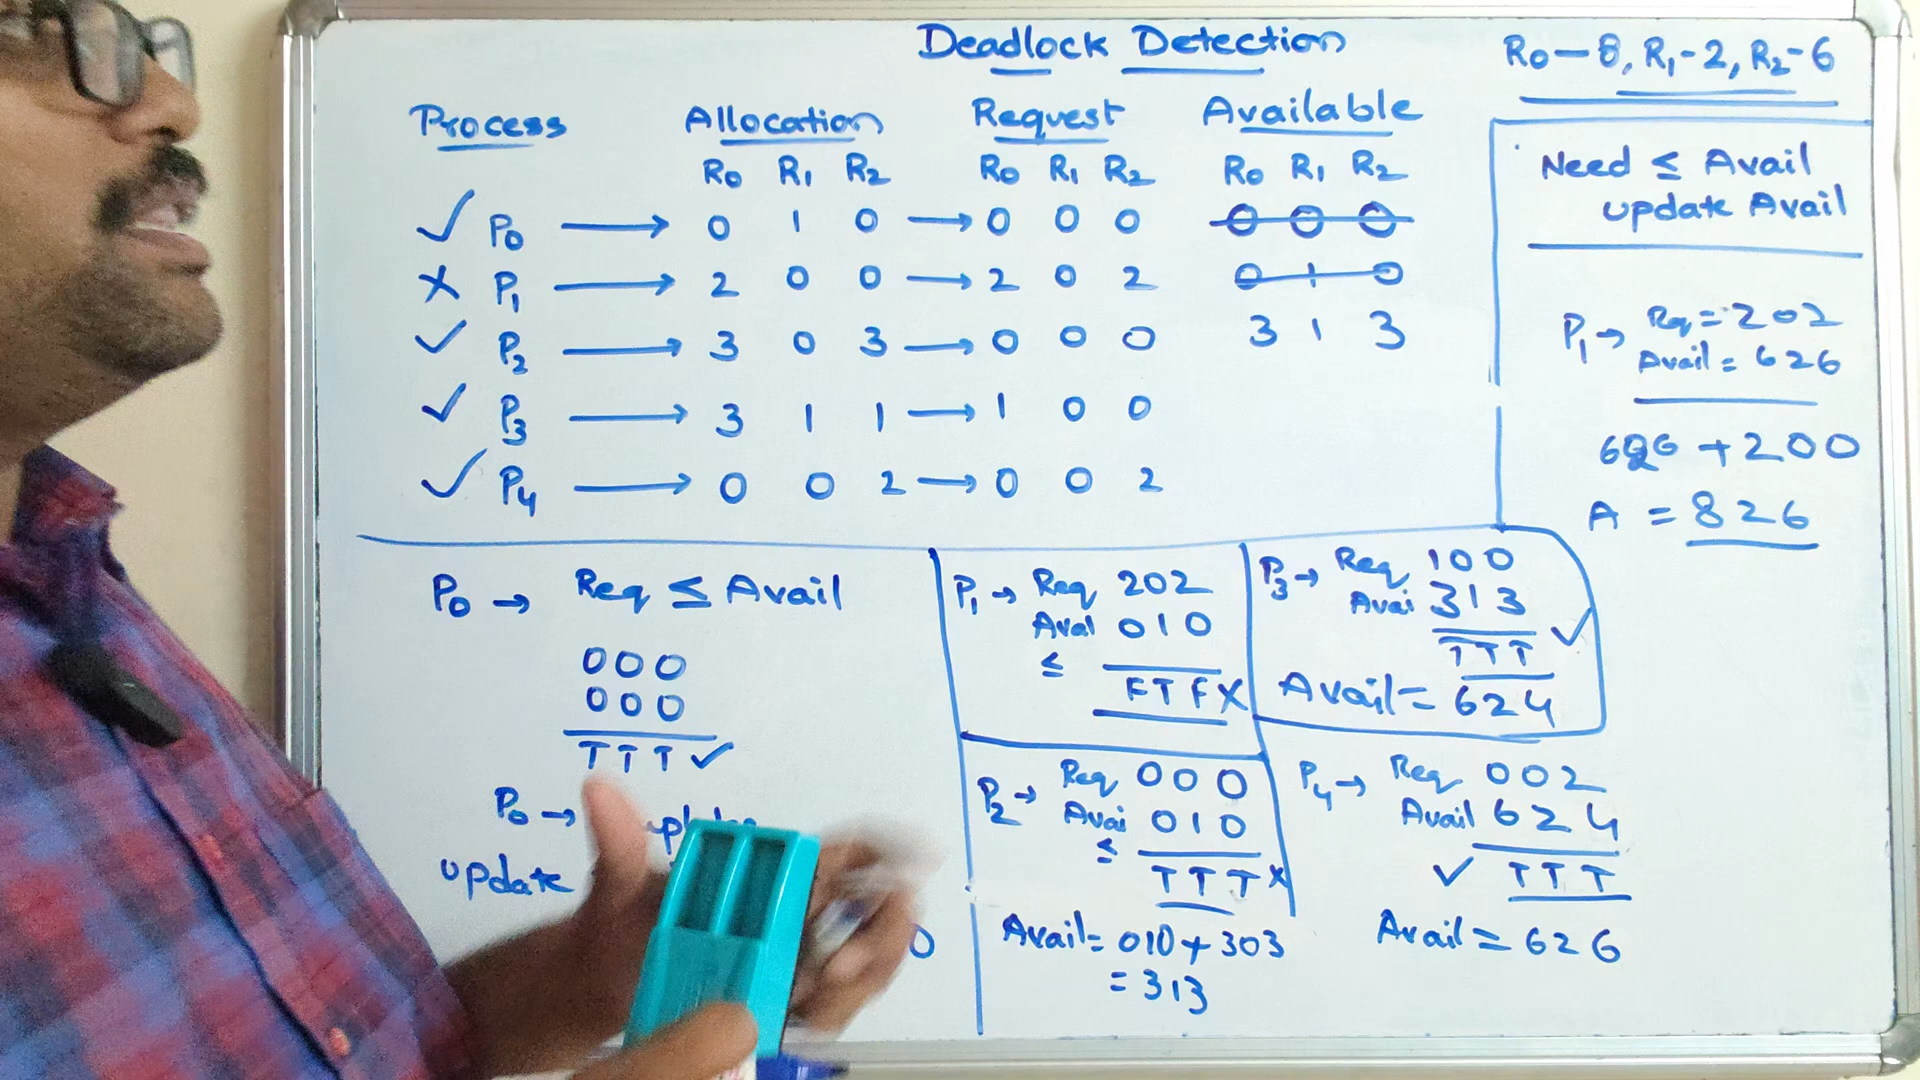 Deadlock Detection
R0-8, R1-2, R2-6
Process Allocation Request Available
R0 R1 R2 R0 R1 R2 R0 R1 R2
✓ P0 → 0 1 0 → 0 0 0 0 0 0
X P1 → 2 0 0 → 2 0 2 0 1 0
✓ P2 → 3 0 3 → 0 0 0 3 1 3
✓ P3 → 3 1 1 → 1 0 0
✓ P4 → 0 0 2 → 0 0 2
Need ≤ Avail
update Avail
P1 → Req = 202
Avail = 626
626 + 200
A = 826
P0 → Req ≤ Avail
000
000
T T T ✓
P0 →
update
0
P1 → Req 202
Aval 010
≤
F T F X
P2 → Req 000
Avai 010
≤
T T T X
Avail = 010 + 303
= 313
P3 → Req 100
Avai 313
T T T ✓
Avail = 624
P4 → Req 002
Avail 624
✓ T T T
Avail = 626